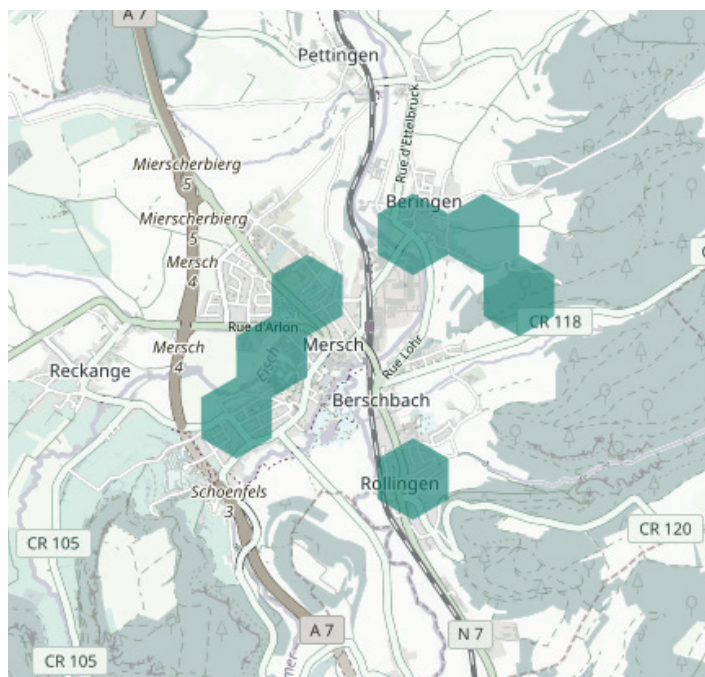 A 7
Pettingen
Rue d'Ettelbruck
Mierscherbierg
5
Beringen
Mierscherbierg
5
Mersch
4
CR 118
Rue d'Arlon
Mersch
Mersch
4
Eisch
Rue Lohr
Reckange
Berschbach
Rollingen
Schoenfels
3
CR 105
CR 120
A 7
N 7
CR 105